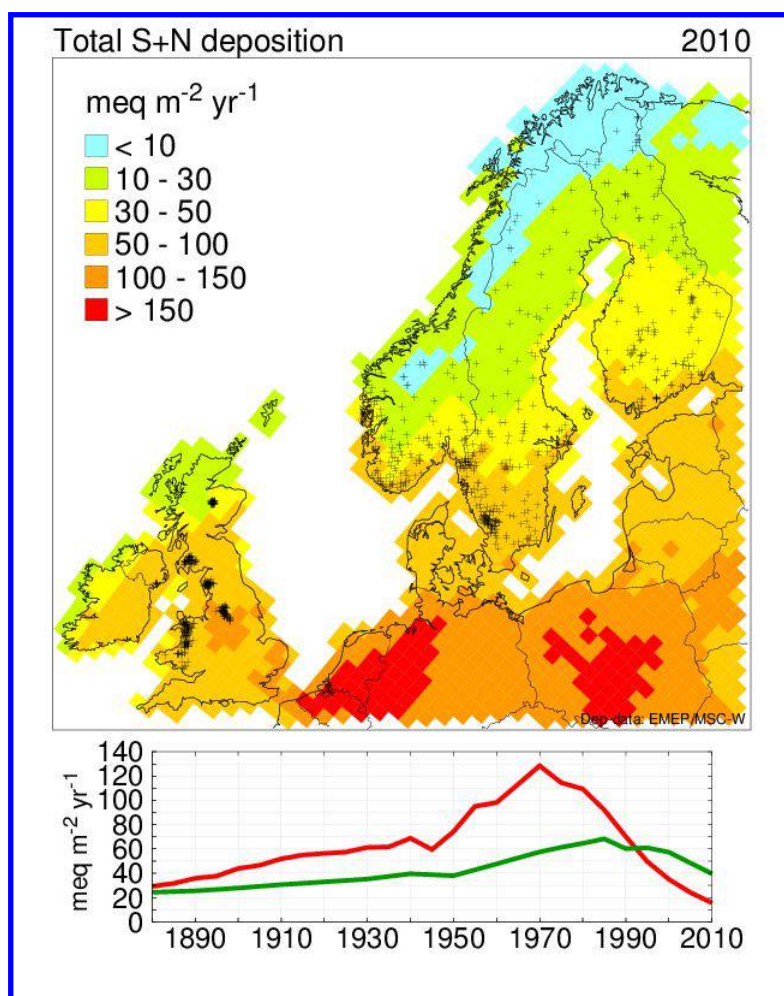 Total S+N deposition 2010
meq m⁻² yr⁻¹
< 10
10 - 30
30 - 50
50 - 100
100 - 150
> 150
Dep-data: EMEP/MSC-W
140
120
100
80
60
40
20
0
meq m⁻² yr⁻¹
1890 1910 1930 1950 1970 1990 2010